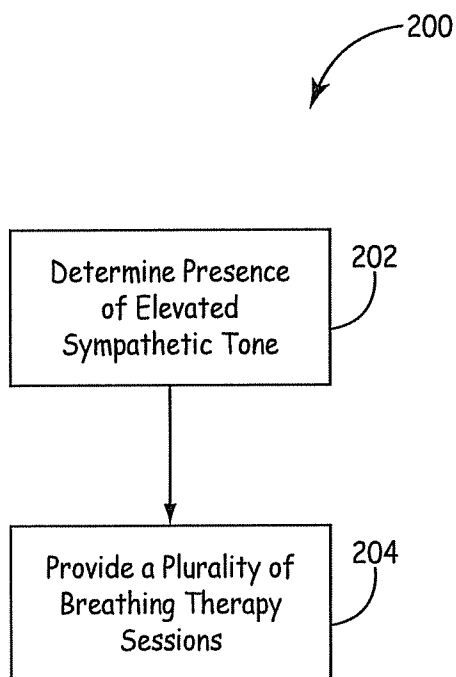 200
Determine Presence
of Elevated
Sympathetic Tone
202
Provide a Plurality of
Breathing Therapy
Sessions
204